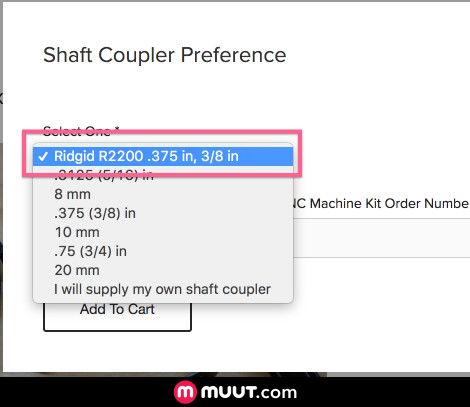 Shaft Coupler Preference
Select One *
✓ Ridgid R2200 .375 in, 3/8 in
.3125 (5/16) in
8 mm
NC Machine Kit Order Numbe
.375 (3/8) in
10 mm
.75 (3/4) in
20 mm
I will supply my own shaft coupler
Add To Cart
muut.com